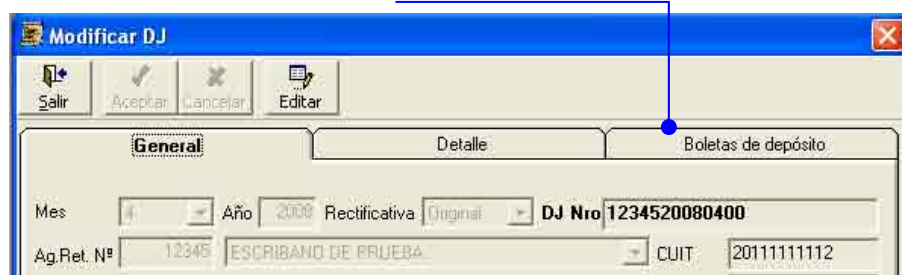 Modificar DJ
Salir Aceptar Cancelar Editar
General Detalle Boletas de depósito
Mes 4 Año 2008 Rectificativa Original DJ Nro 1234520080400
Ag.Ret. Nº 12345 ESCRIBANO DE PRUEBA CUIT 20111111112